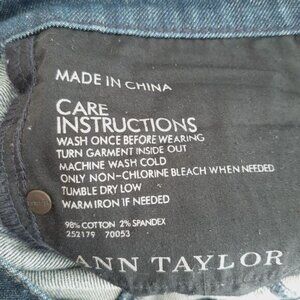 MADE IN CHINA
CARE
INSTRUCTIONS
WASH ONCE BEFORE WEARING
TURN GARMENT INSIDE OUT
MACHINE WASH COLD
ONLY NON-CHLORINE BLEACH WHEN NEEDED
TUMBLE DRY LOW
WARM IRON IF NEEDED
98% COTTON 2% SPANDEX
252179 70053
ANN TAYLOR